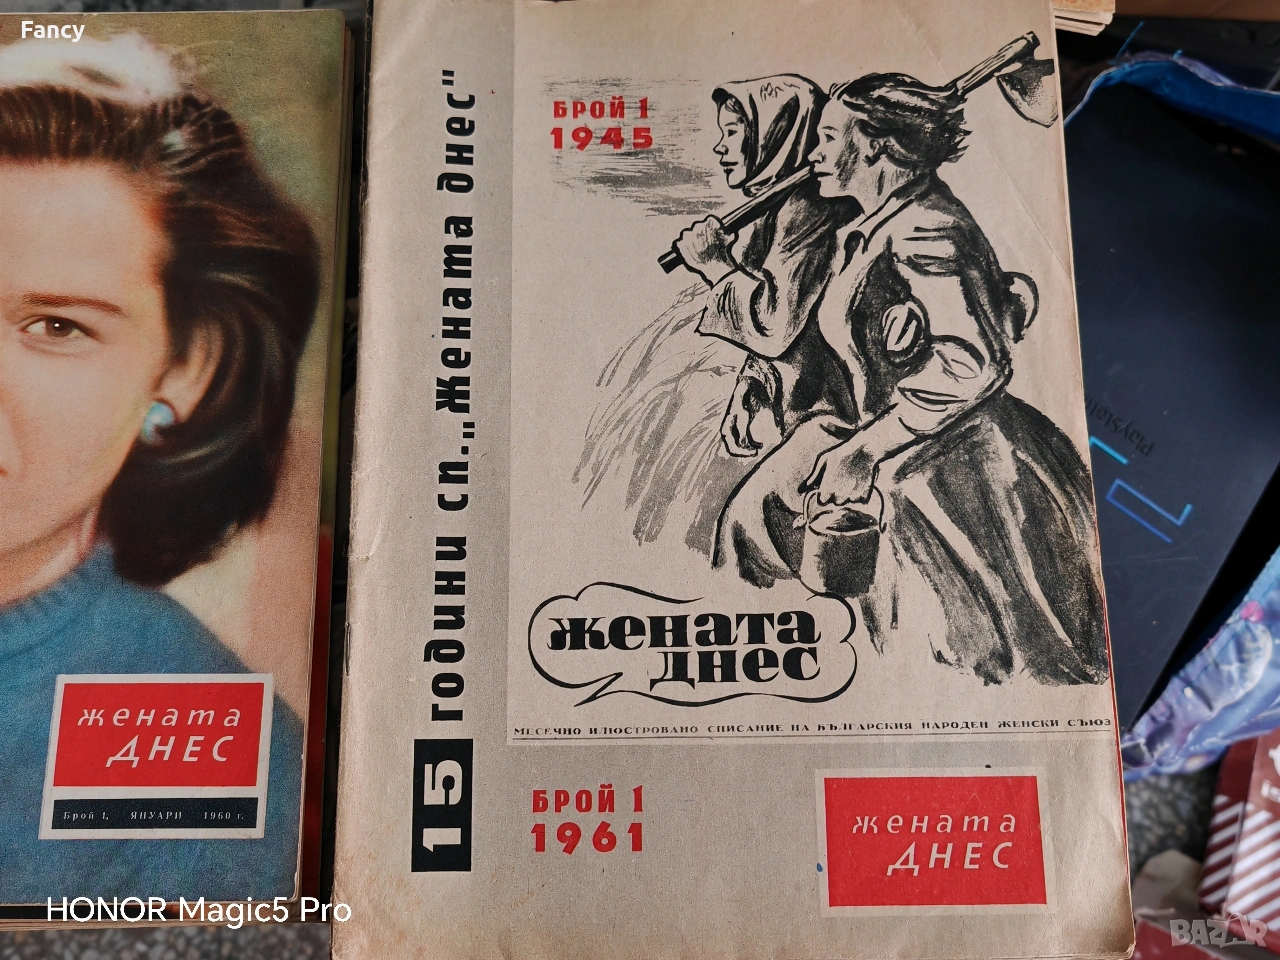 Fancy
жената
ДНЕС
Брой 1, ЯНУАРИ 1960 г.
15 години сп. „Жената днес"
БРОЙ 1
1945
жената
днес
МЕСЕЧНО ИЛЮСТРОВАНО СПИСАНИЕ НА БЪЛГАРСКИЯ НАРОДЕН ЖЕНСКИ СЪЮЗ
БРОЙ 1
1961
жената
ДНЕС
HONOR Magic5 Pro
BAZAR